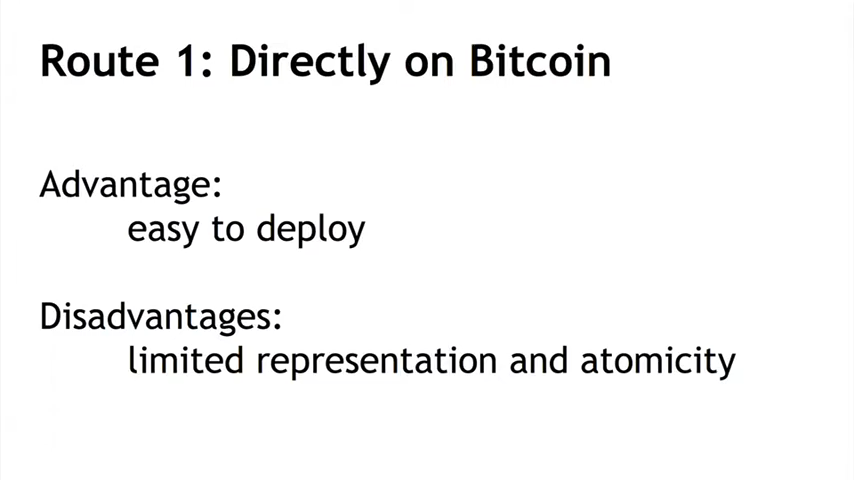 Route 1: Directly on Bitcoin
Advantage:
easy to deploy
Disadvantages:
limited representation and atomicity